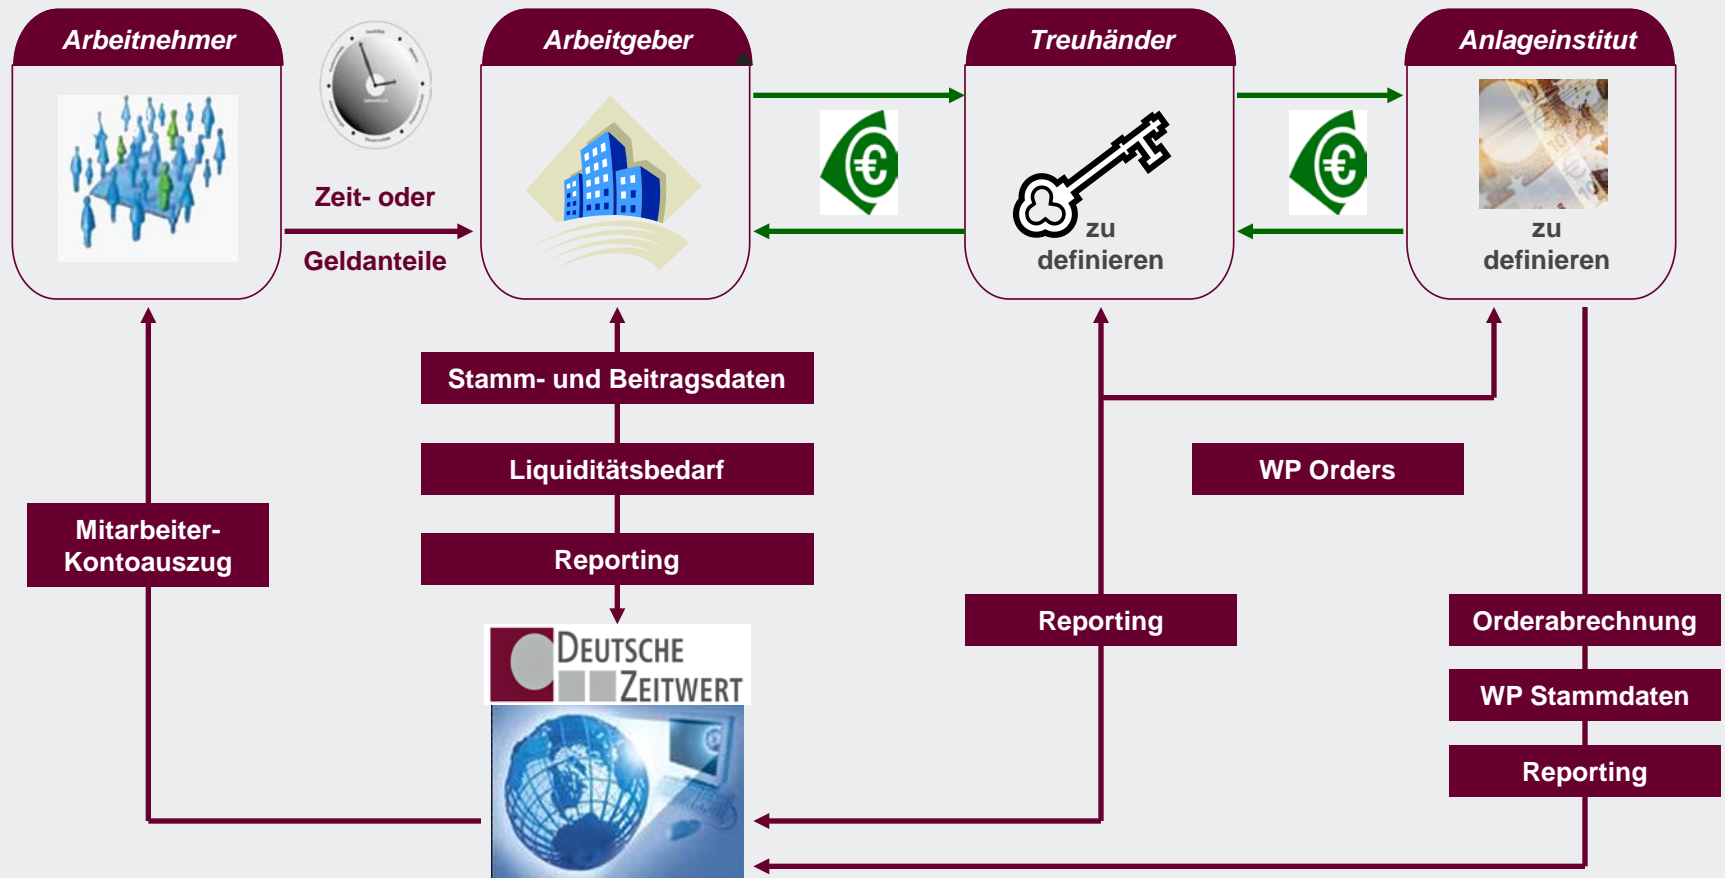 Arbeitnehmer
Arbeitgeber
Treuhänder
Anlageinstitut
Zeit- oder
Geldanteile
zu
definieren
zu
definieren
Stamm- und Beitragsdaten
Liquiditätsbedarf
WP Orders
Mitarbeiter-
Kontoauszug
Reporting
Reporting
Orderabrechnung
WP Stammdaten
Reporting
DEUTSCHE
ZEITWERT